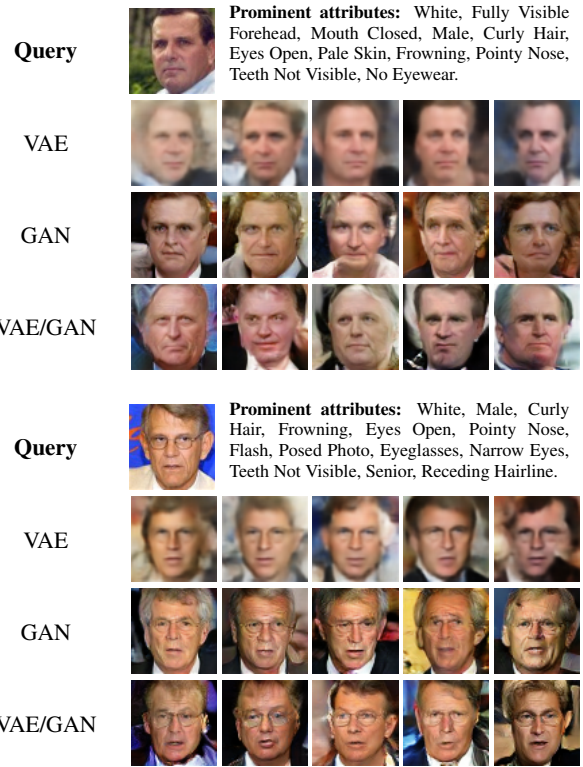 Query
Prominent attributes: White, Fully Visible
Forehead, Mouth Closed, Male, Curly Hair,
Eyes Open, Pale Skin, Frowning, Pointy Nose,
Teeth Not Visible, No Eyewear.
VAE
GAN
VAE/GAN
Query
Prominent attributes: White, Male, Curly
Hair, Frowning, Eyes Open, Pointy Nose,
Flash, Posed Photo, Eyeglasses, Narrow Eyes,
Teeth Not Visible, Senior, Receding Hairline.
VAE
GAN
VAE/GAN